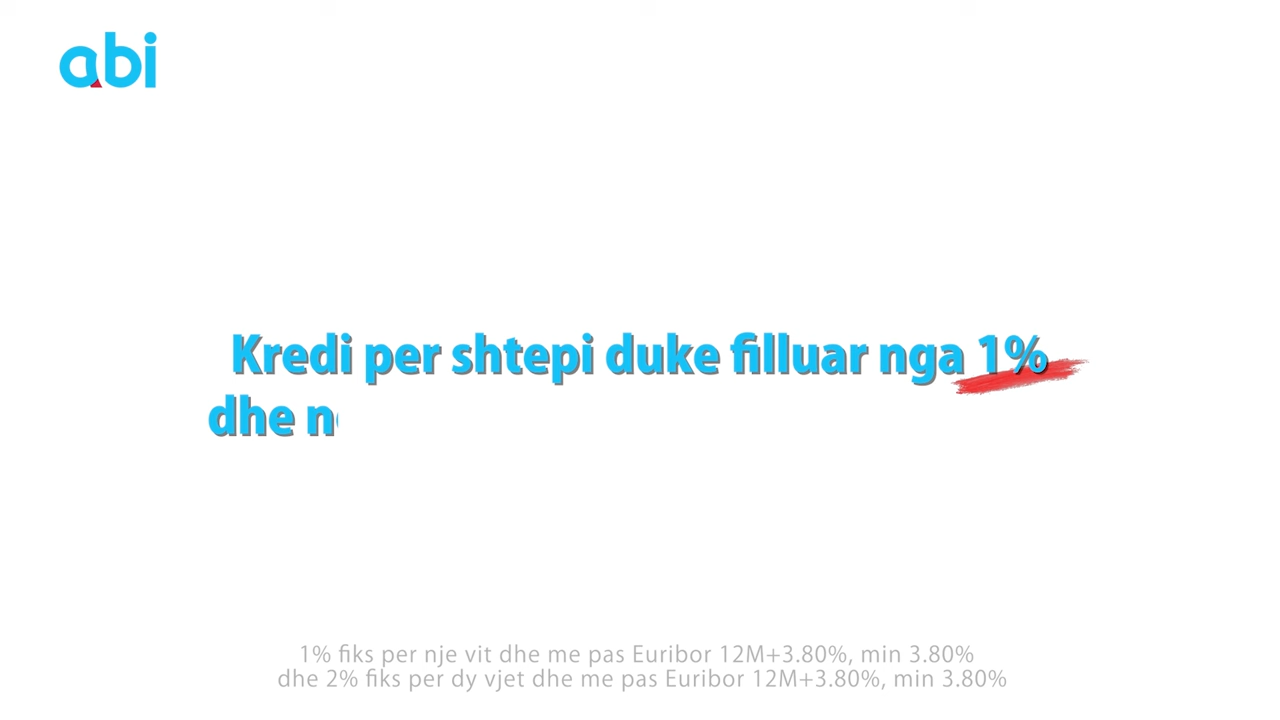 abi
Kredi per shtepi duke filluar nga 1%
dhe
1% fiks per nje vit dhe me pas Euribor 12M+3.80%, min 3.80%
dhe 2% fiks per dy vjet dhe me pas Euribor 12M+3.80%, min 3.80%